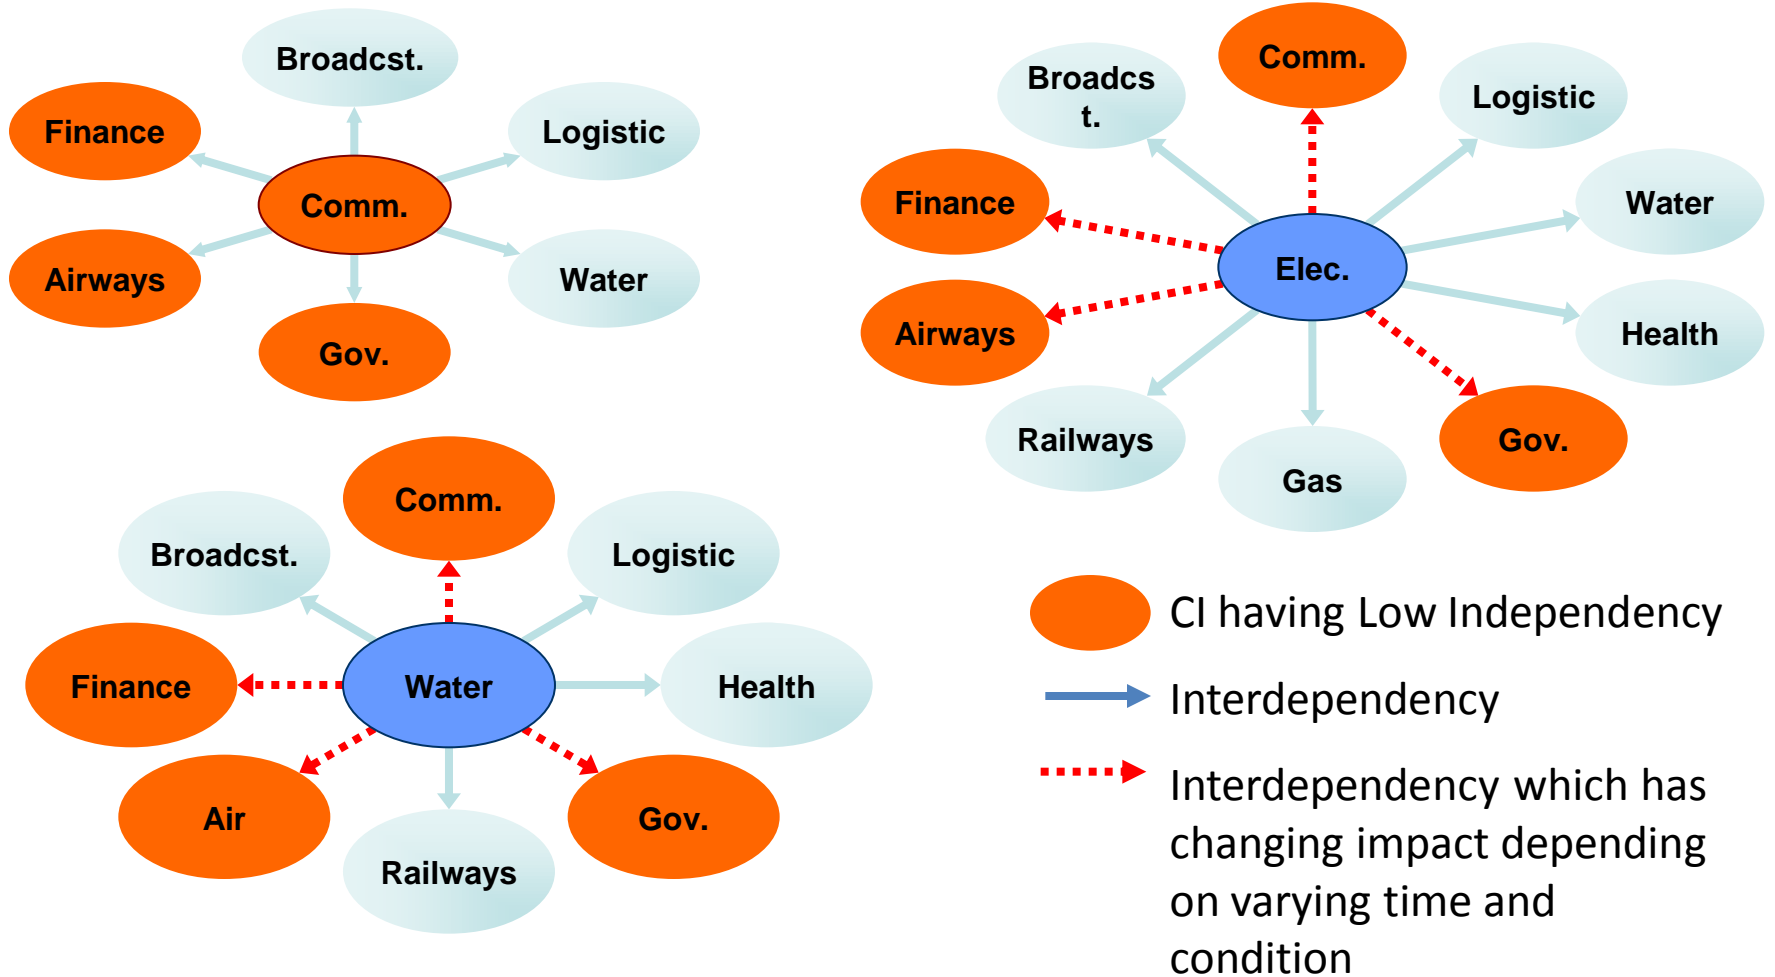 Broadcst.
Finance
Logistic
Comm.
Airways
Water
Gov.
Comm.
Broadcs
t.
Logistic
Finance
Water
Elec.
Airways
Health
Railways
Gov.
Gas
Comm.
Broadcst.
Logistic
Finance
Water
Health
Air
Gov.
Railways
CI having Low Independency
Interdependency
Interdependency which has
changing impact depending
on varying time and
condition